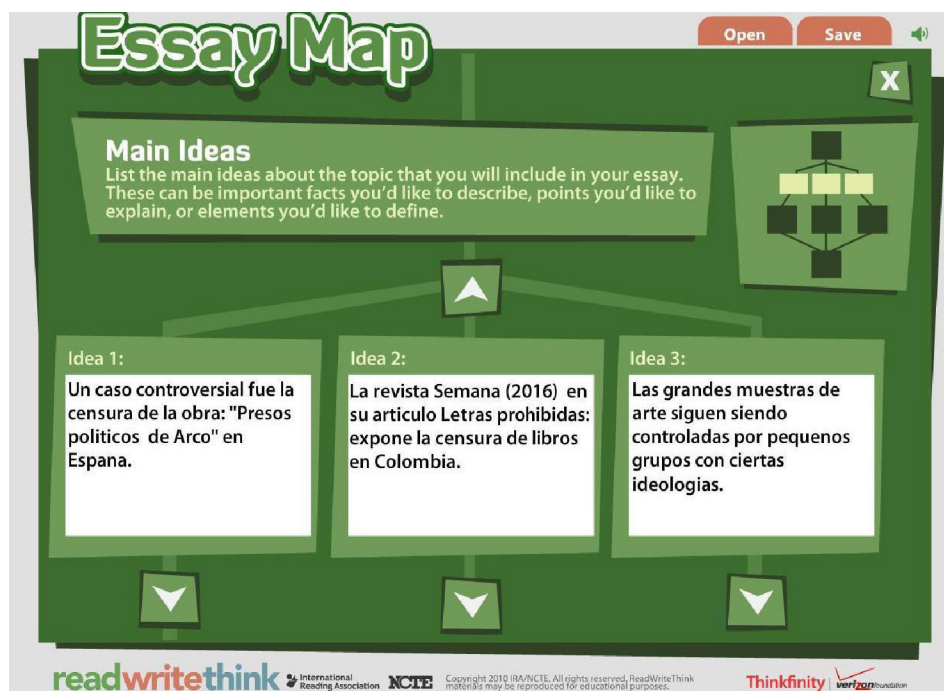 Essay Map
Open
Save
X
Main Ideas
List the main ideas about the topic that you will include in your essay.
These can be important facts you'd like to describe, points you'd like to
explain, or elements you'd like to define.
Idea 1:
Un caso controversial fue la
censura de la obra: "Presos
politicos de Arco" en
Espana.
Idea 2:
La revista Semana (2016) en
su articulo Letras prohibidas:
expone la censura de libros
en Colombia.
Idea 3:
Las grandes muestras de
arte siguen siendo
controladas por pequenos
grupos con ciertas
ideologias.
readwritethink
International
Reading Association
NCTE
Copyright 2010 IRA/NCTE. All rights reserved. ReadWriteThink
materials may be reproduced for educational purposes.
Thinkfinity
verizonfoundation